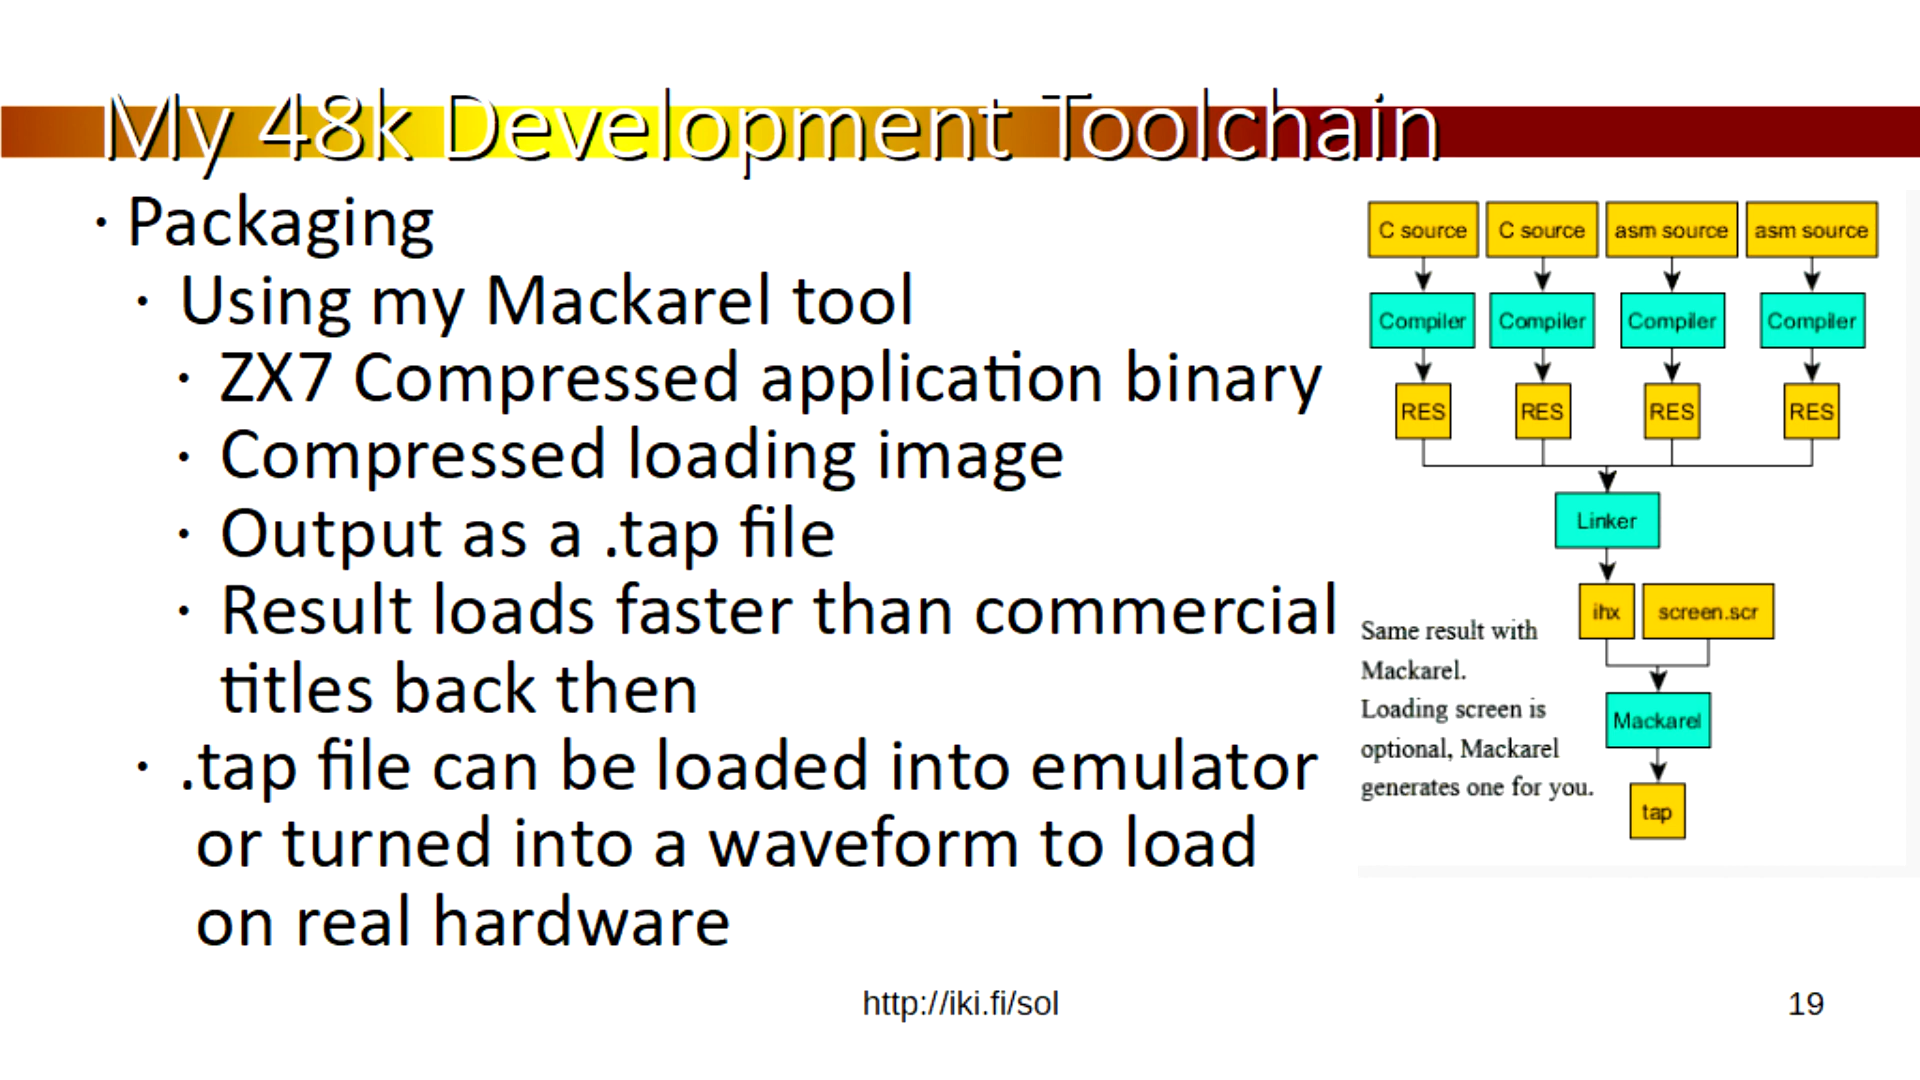 My 48k Development Toolchain
· Packaging
· Using my Mackarel tool
· ZX7 Compressed application binary
· Compressed loading image
· Output as a .tap file
· Result loads faster than commercial
titles back then
· .tap file can be loaded into emulator
or turned into a waveform to load
on real hardware
C source C source asm source asm source
Compiler Compiler Compiler Compiler
RES RES RES RES
Linker
ihx screen.scr
Same result with
Mackarel.
Loading screen is
optional, Mackarel
generates one for you.
Mackarel
tap
http://iki.fi/sol
19